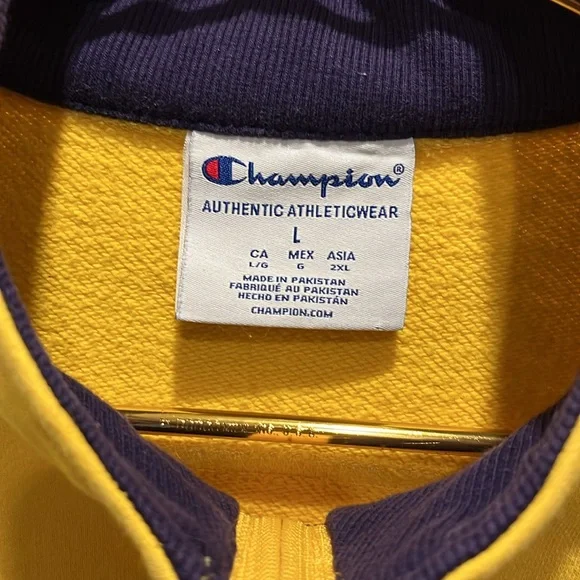 Champion®
AUTHENTIC ATHLETICWEAR
L
CA MEX ASIA
L/G G 2XL
MADE IN PAKISTAN
FABRIQUÉ AU PAKISTAN
HECHO EN PAKISTÁN
CHAMPION.COM